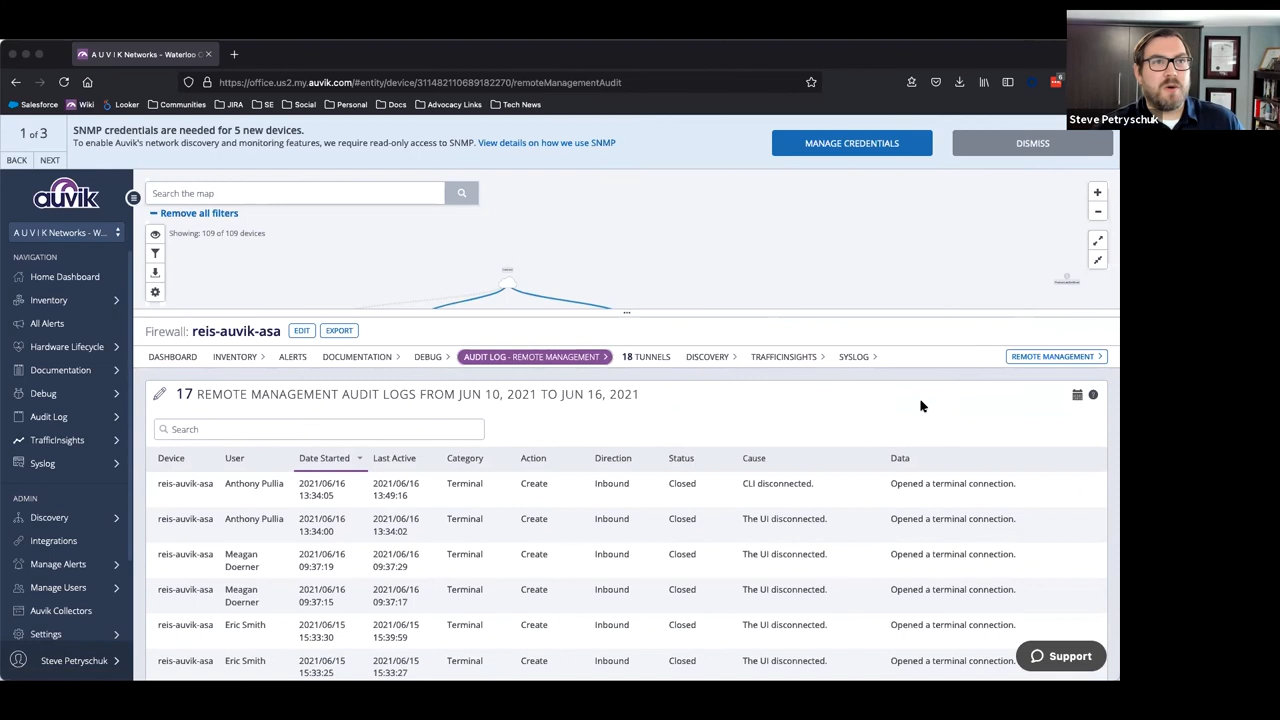 A U V I K Networks - Waterloo
https://office.us2.my.auvik.com/#entity/device/311482110689182270/remoteManagementAudit
6
Salesforce Wiki Looker Communities JIRA SE Social Personal Docs Advocacy Links Tech News
Steve Petryschuk
1 of 3
BACK NEXT
SNMP credentials are needed for 5 new devices.
To enable Auvik's network discovery and monitoring features, we require read-only access to SNMP. View details on how we use SNMP
MANAGE CREDENTIALS
DISMISS
auvik
A U V I K Networks - W...
NAVIGATION
Home Dashboard
Inventory
All Alerts
Hardware Lifecycle
Documentation
Debug
Audit Log
TrafficInsights
Syslog
ADMIN
Discovery
Integrations
Manage Alerts
Manage Users
Auvik Collectors
Settings
Steve Petryschuk
Search the map
Remove all filters
Showing: 109 of 109 devices
Firewall: reis-auvik-asa EDIT EXPORT
DASHBOARD INVENTORY ALERTS DOCUMENTATION DEBUG AUDIT LOG - REMOTE MANAGEMENT 18 TUNNELS DISCOVERY TRAFFICINSIGHTS SYSLOG REMOTE MANAGEMENT
17 REMOTE MANAGEMENT AUDIT LOGS FROM JUN 10, 2021 TO JUN 16, 2021
Search
Device User Date Started Last Active Category Action Direction Status Cause Data
reis-auvik-asa Anthony Pullia 2021/06/16 2021/06/16 Terminal Create Inbound Closed CLI disconnected. Opened a terminal connection.
13:34:05 13:49:16
reis-auvik-asa Anthony Pullia 2021/06/16 2021/06/16 Terminal Create Inbound Closed The UI disconnected. Opened a terminal connection.
13:34:00 13:34:02
reis-auvik-asa Meagan 2021/06/16 2021/06/16 Terminal Create Inbound Closed The UI disconnected. Opened a terminal connection.
Doerner 09:37:19 09:37:29
reis-auvik-asa Meagan 2021/06/16 2021/06/16 Terminal Create Inbound Closed The UI disconnected. Opened a terminal connection.
Doerner 09:37:15 09:37:17
reis-auvik-asa Eric Smith 2021/06/15 2021/06/15 Terminal Create Inbound Closed The UI disconnected. Opened a terminal connection.
15:33:30 15:39:59
reis-auvik-asa Eric Smith 2021/06/15 2021/06/15 Terminal Create Inbound Closed The UI disconnected. Opened a terminal connection.
15:33:25 15:33:27
Support